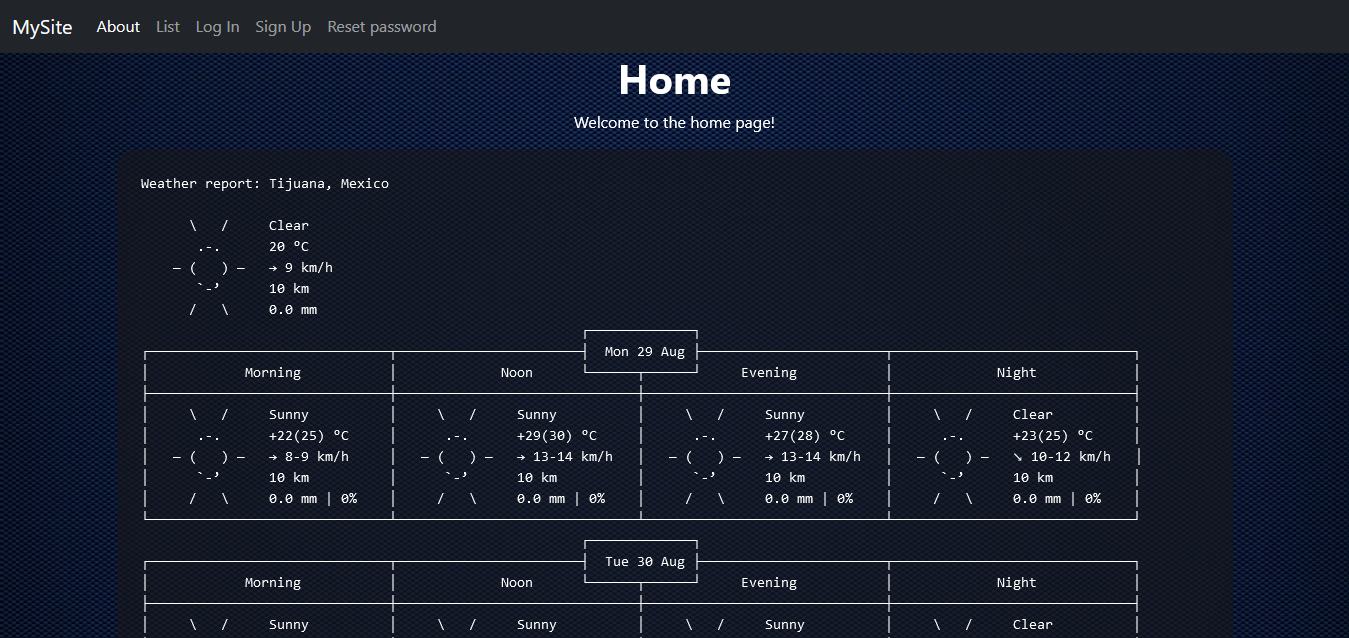 MySite About List Log In Sign Up Reset password
Home
Welcome to the home page!
Weather report: Tijuana, Mexico
Clear
20 °C
→ 9 km/h
10 km
0.0 mm
Mon 29 Aug
Morning Noon Evening Night
Sunny Sunny Sunny Clear
+22(25) °C +29(30) °C +27(28) °C +23(25) °C
→ 8-9 km/h → 13-14 km/h → 13-14 km/h ↘ 10-12 km/h
10 km 10 km 10 km 10 km
0.0 mm | 0% 0.0 mm | 0% 0.0 mm | 0% 0.0 mm | 0%
Tue 30 Aug
Morning Noon Evening Night
Sunny Sunny Sunny Clear